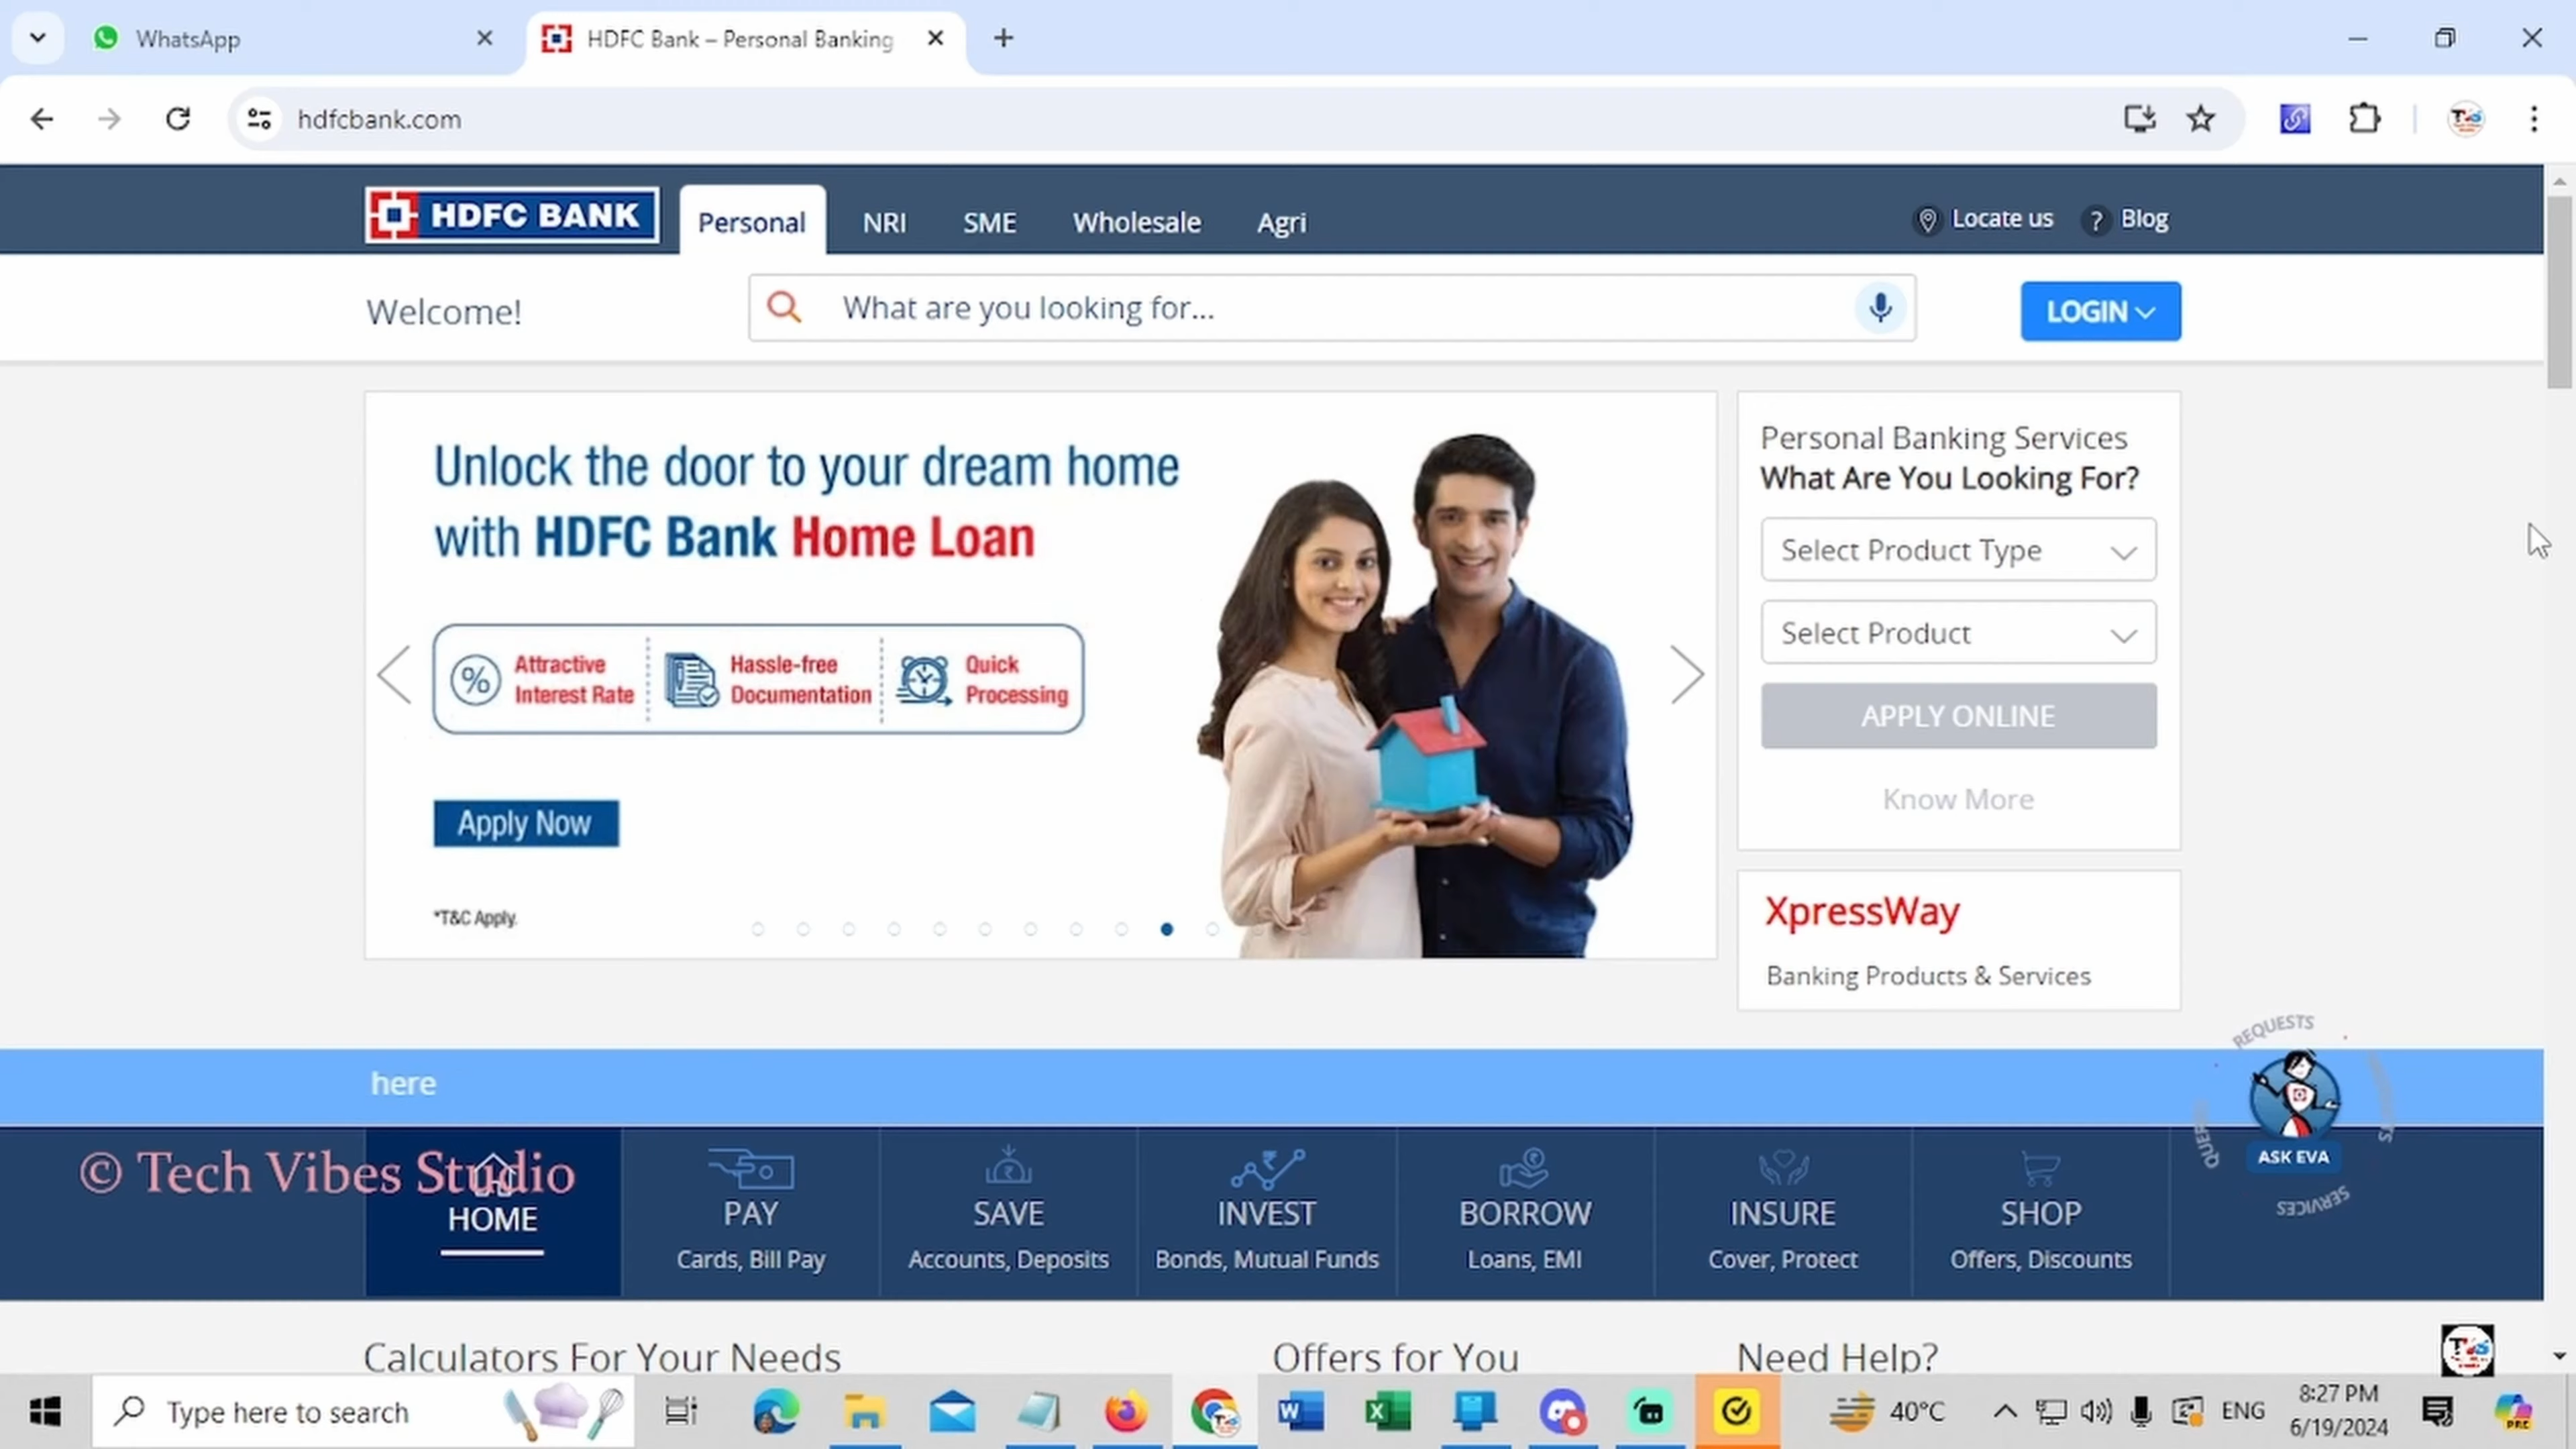 WhatsApp
HDFC Bank – Personal Banking
hdfcbank.com
HDFC BANK
Personal
NRI
SME
Wholesale
Agri
Locate us
? Blog
Welcome!
What are you looking for...
LOGIN
Unlock the door to your dream home
with HDFC Bank Home Loan
%
Attractive
Interest Rate
Hassle-free
Documentation
Quick
Processing
Apply Now
*T&C Apply.
Personal Banking Services
What Are You Looking For?
Select Product Type
Select Product
APPLY ONLINE
Know More
XpressWay
Banking Products & Services
here
REQUESTS
QUERIES
SERVICES
ASK EVA
© Tech Vibes Studio
HOME
PAY
Cards, Bill Pay
SAVE
Accounts, Deposits
INVEST
Bonds, Mutual Funds
BORROW
Loans, EMI
INSURE
Cover, Protect
SHOP
Offers, Discounts
Calculators For Your Needs
Offers for You
Need Help?
Type here to search
40°C
ENG
8:27 PM
6/19/2024